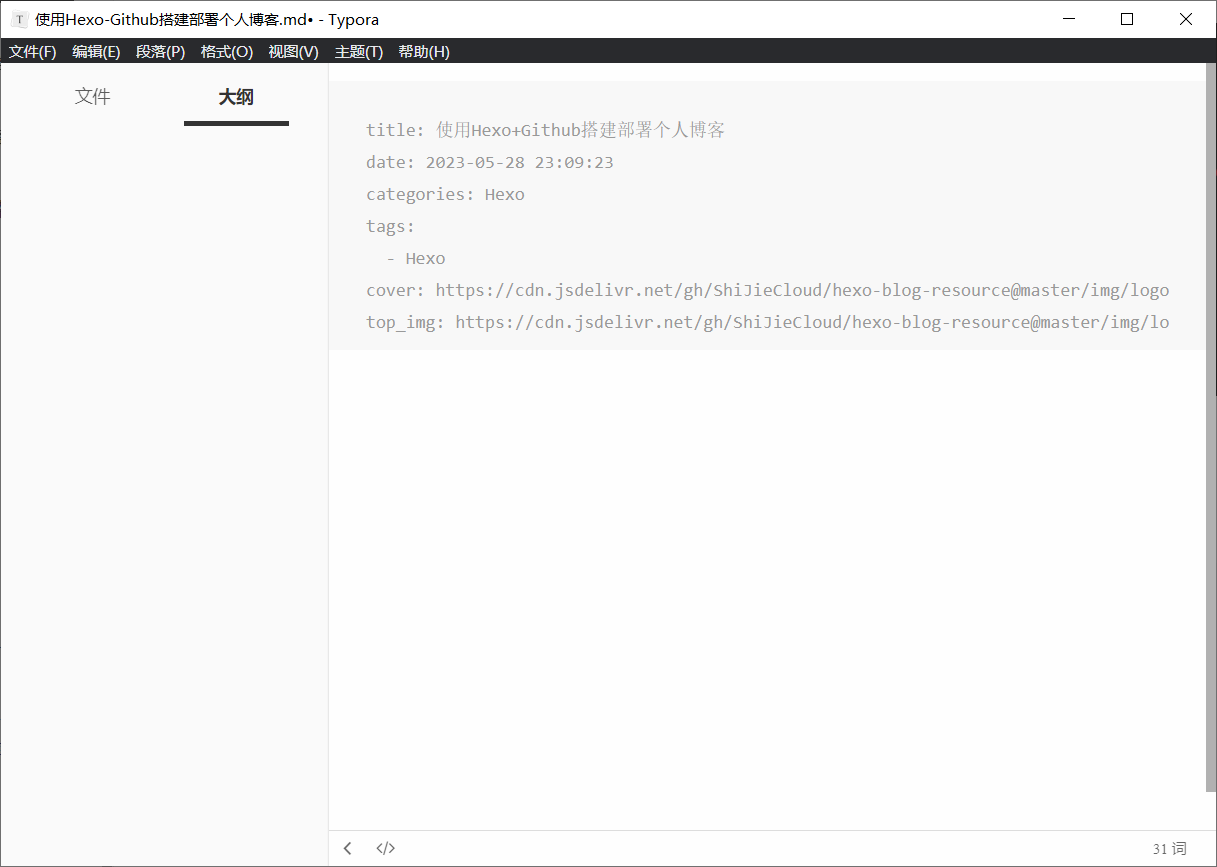 T 使用Hexo-Github搭建部署个人博客.md• - Typora
文件(F) 编辑(E) 段落(P) 格式(O) 视图(V) 主题(T) 帮助(H)
文件 大纲
title: 使用Hexo+Github搭建部署个人博客
date: 2023-05-28 23:09:23
categories: Hexo
tags:
- Hexo
cover: https://cdn.jsdelivr.net/gh/ShiJieCloud/hexo-blog-resource@master/img/logo
top_img: https://cdn.jsdelivr.net/gh/ShiJieCloud/hexo-blog-resource@master/img/lo
</> 31 词